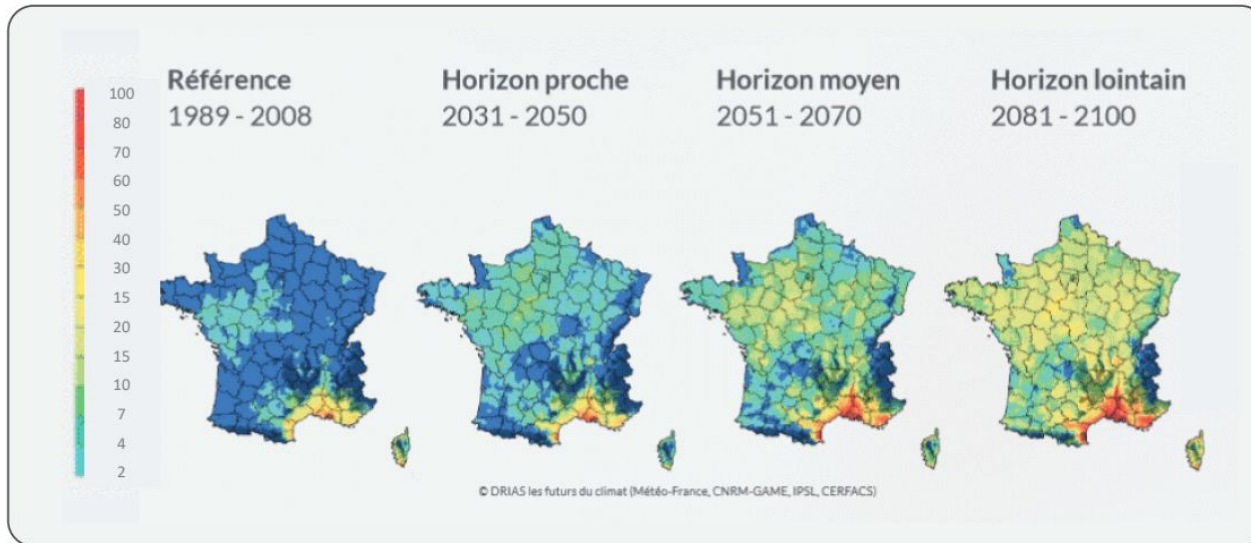 Référence
1989 - 2008
Horizon proche
2031 - 2050
Horizon moyen
2051 - 2070
Horizon lointain
2081 - 2100
100
80
70
60
50
40
30
15
20
15
10
7
4
2
© DRIAS les futurs du climat (Météo-France, CNRM-GAME, IPSL, CERFACS)